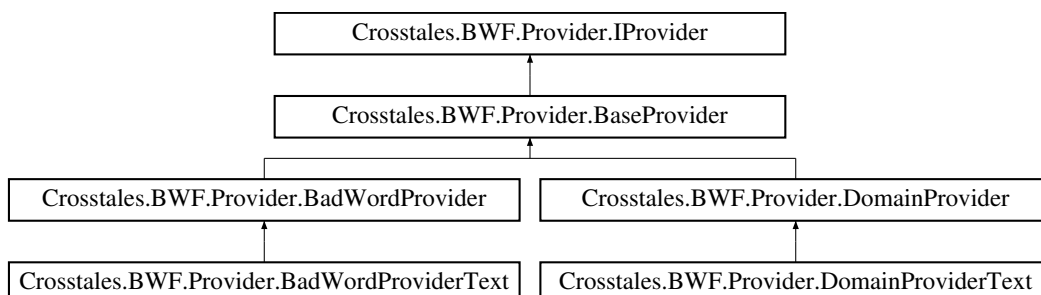 Crosstales.BWF.Provider.IProvider
Crosstales.BWF.Provider.BaseProvider
Crosstales.BWF.Provider.BadWordProvider
Crosstales.BWF.Provider.DomainProvider
Crosstales.BWF.Provider.BadWordProviderText
Crosstales.BWF.Provider.DomainProviderText